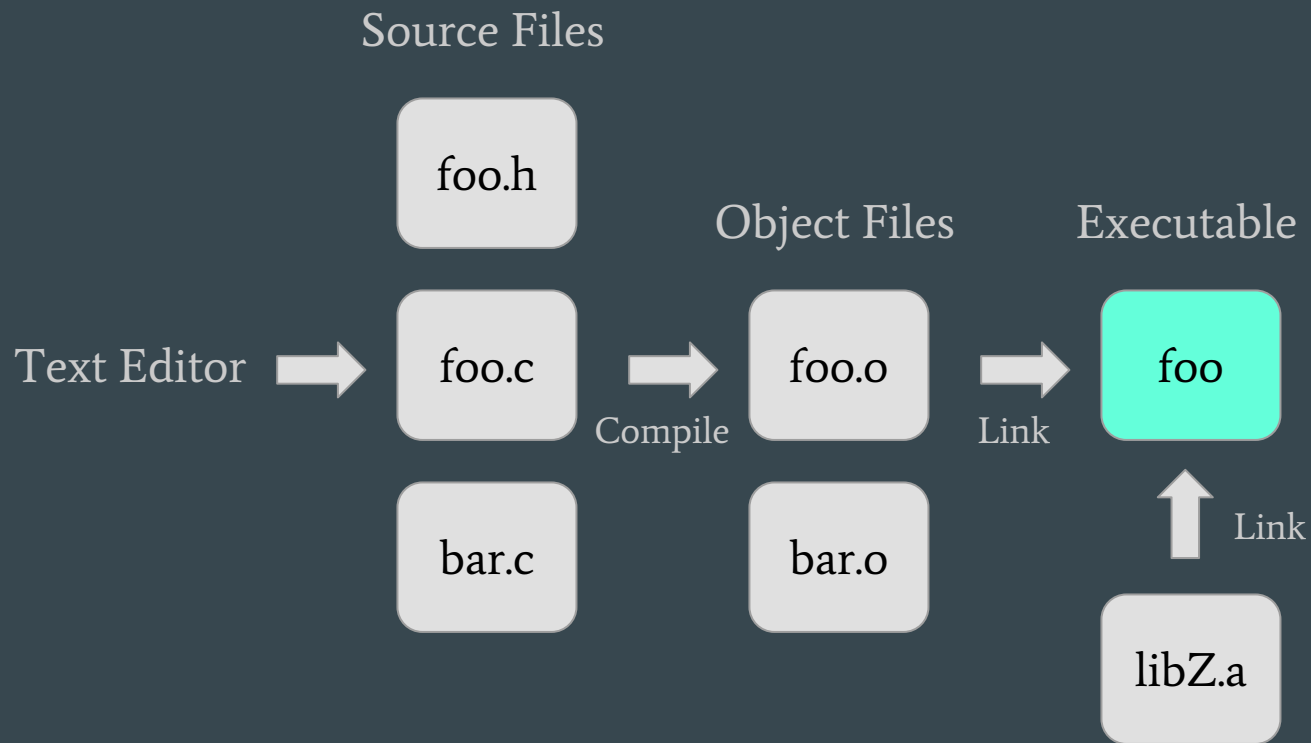 Source Files
foo.h
Object Files
Executable
Text Editor
foo.c
Compile
foo.o
Link
foo
bar.c
bar.o
Link
libZ.a